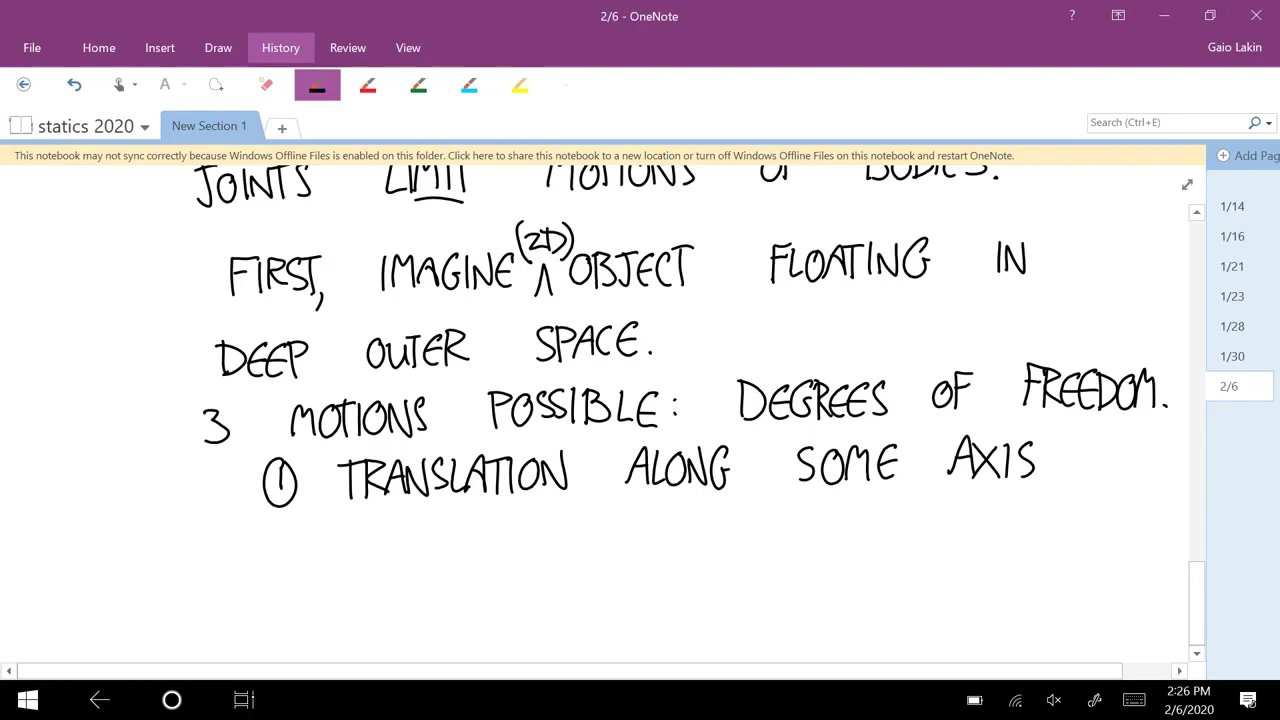 2/6 - OneNote
File Home Insert Draw History Review View Gaio Lakin
statics 2020 New Section 1 Search (Ctrl+E)
This notebook may not sync correctly because Windows Offline Files is enabled on this folder. Click here to share this notebook to a new location or turn off Windows Offline Files on this notebook and restart OneNote.
Add Pag
1/14
1/16
1/21
1/23
1/28
1/30
2/6
JOINTS LIMIT MOTIONS OF BODIES.
FIRST, IMAGINE (2D) OBJECT FLOATING IN
DEEP OUTER SPACE.
3 MOTIONS POSSIBLE: DEGREES OF FREEDOM.
① TRANSLATION ALONG SOME AXIS
2:26 PM
2/6/2020